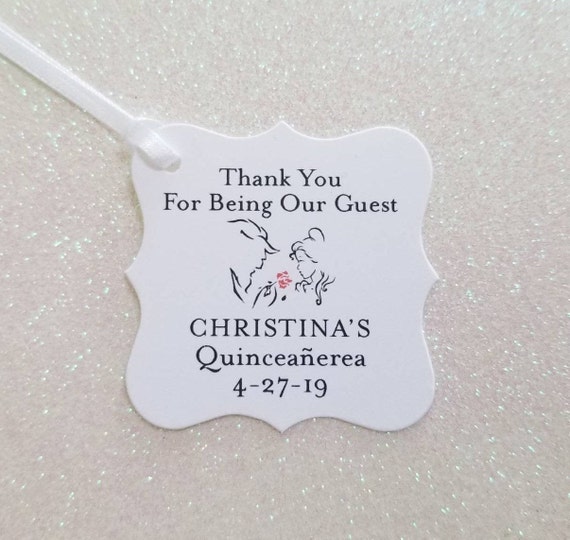 Thank You
For Being Our Guest
CHRISTINA'S
Quinceañerea
4-27-19